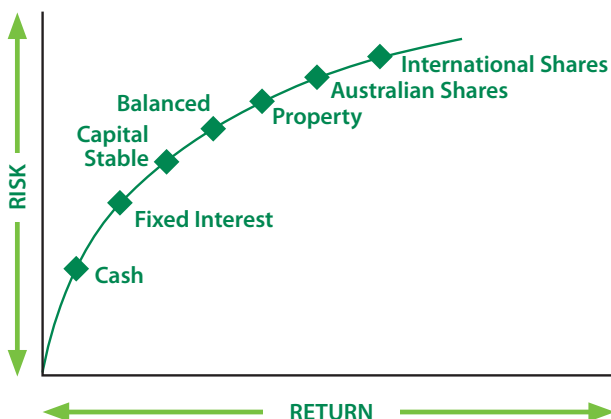 International Shares
Australian Shares
Balanced
Property
Capital
Stable
RISK
Fixed Interest
Cash
RETURN